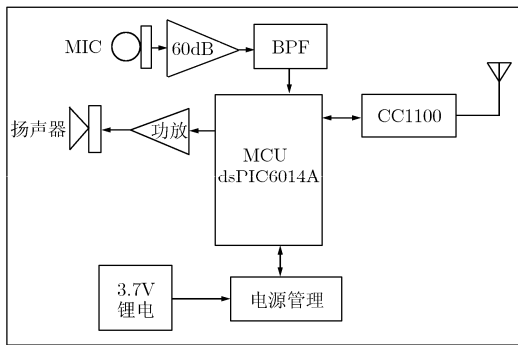 MIC
60dB
BPF
扬声器
功放
MCU
dsPIC6014A
CC1100
3.7V
锂电
电源管理